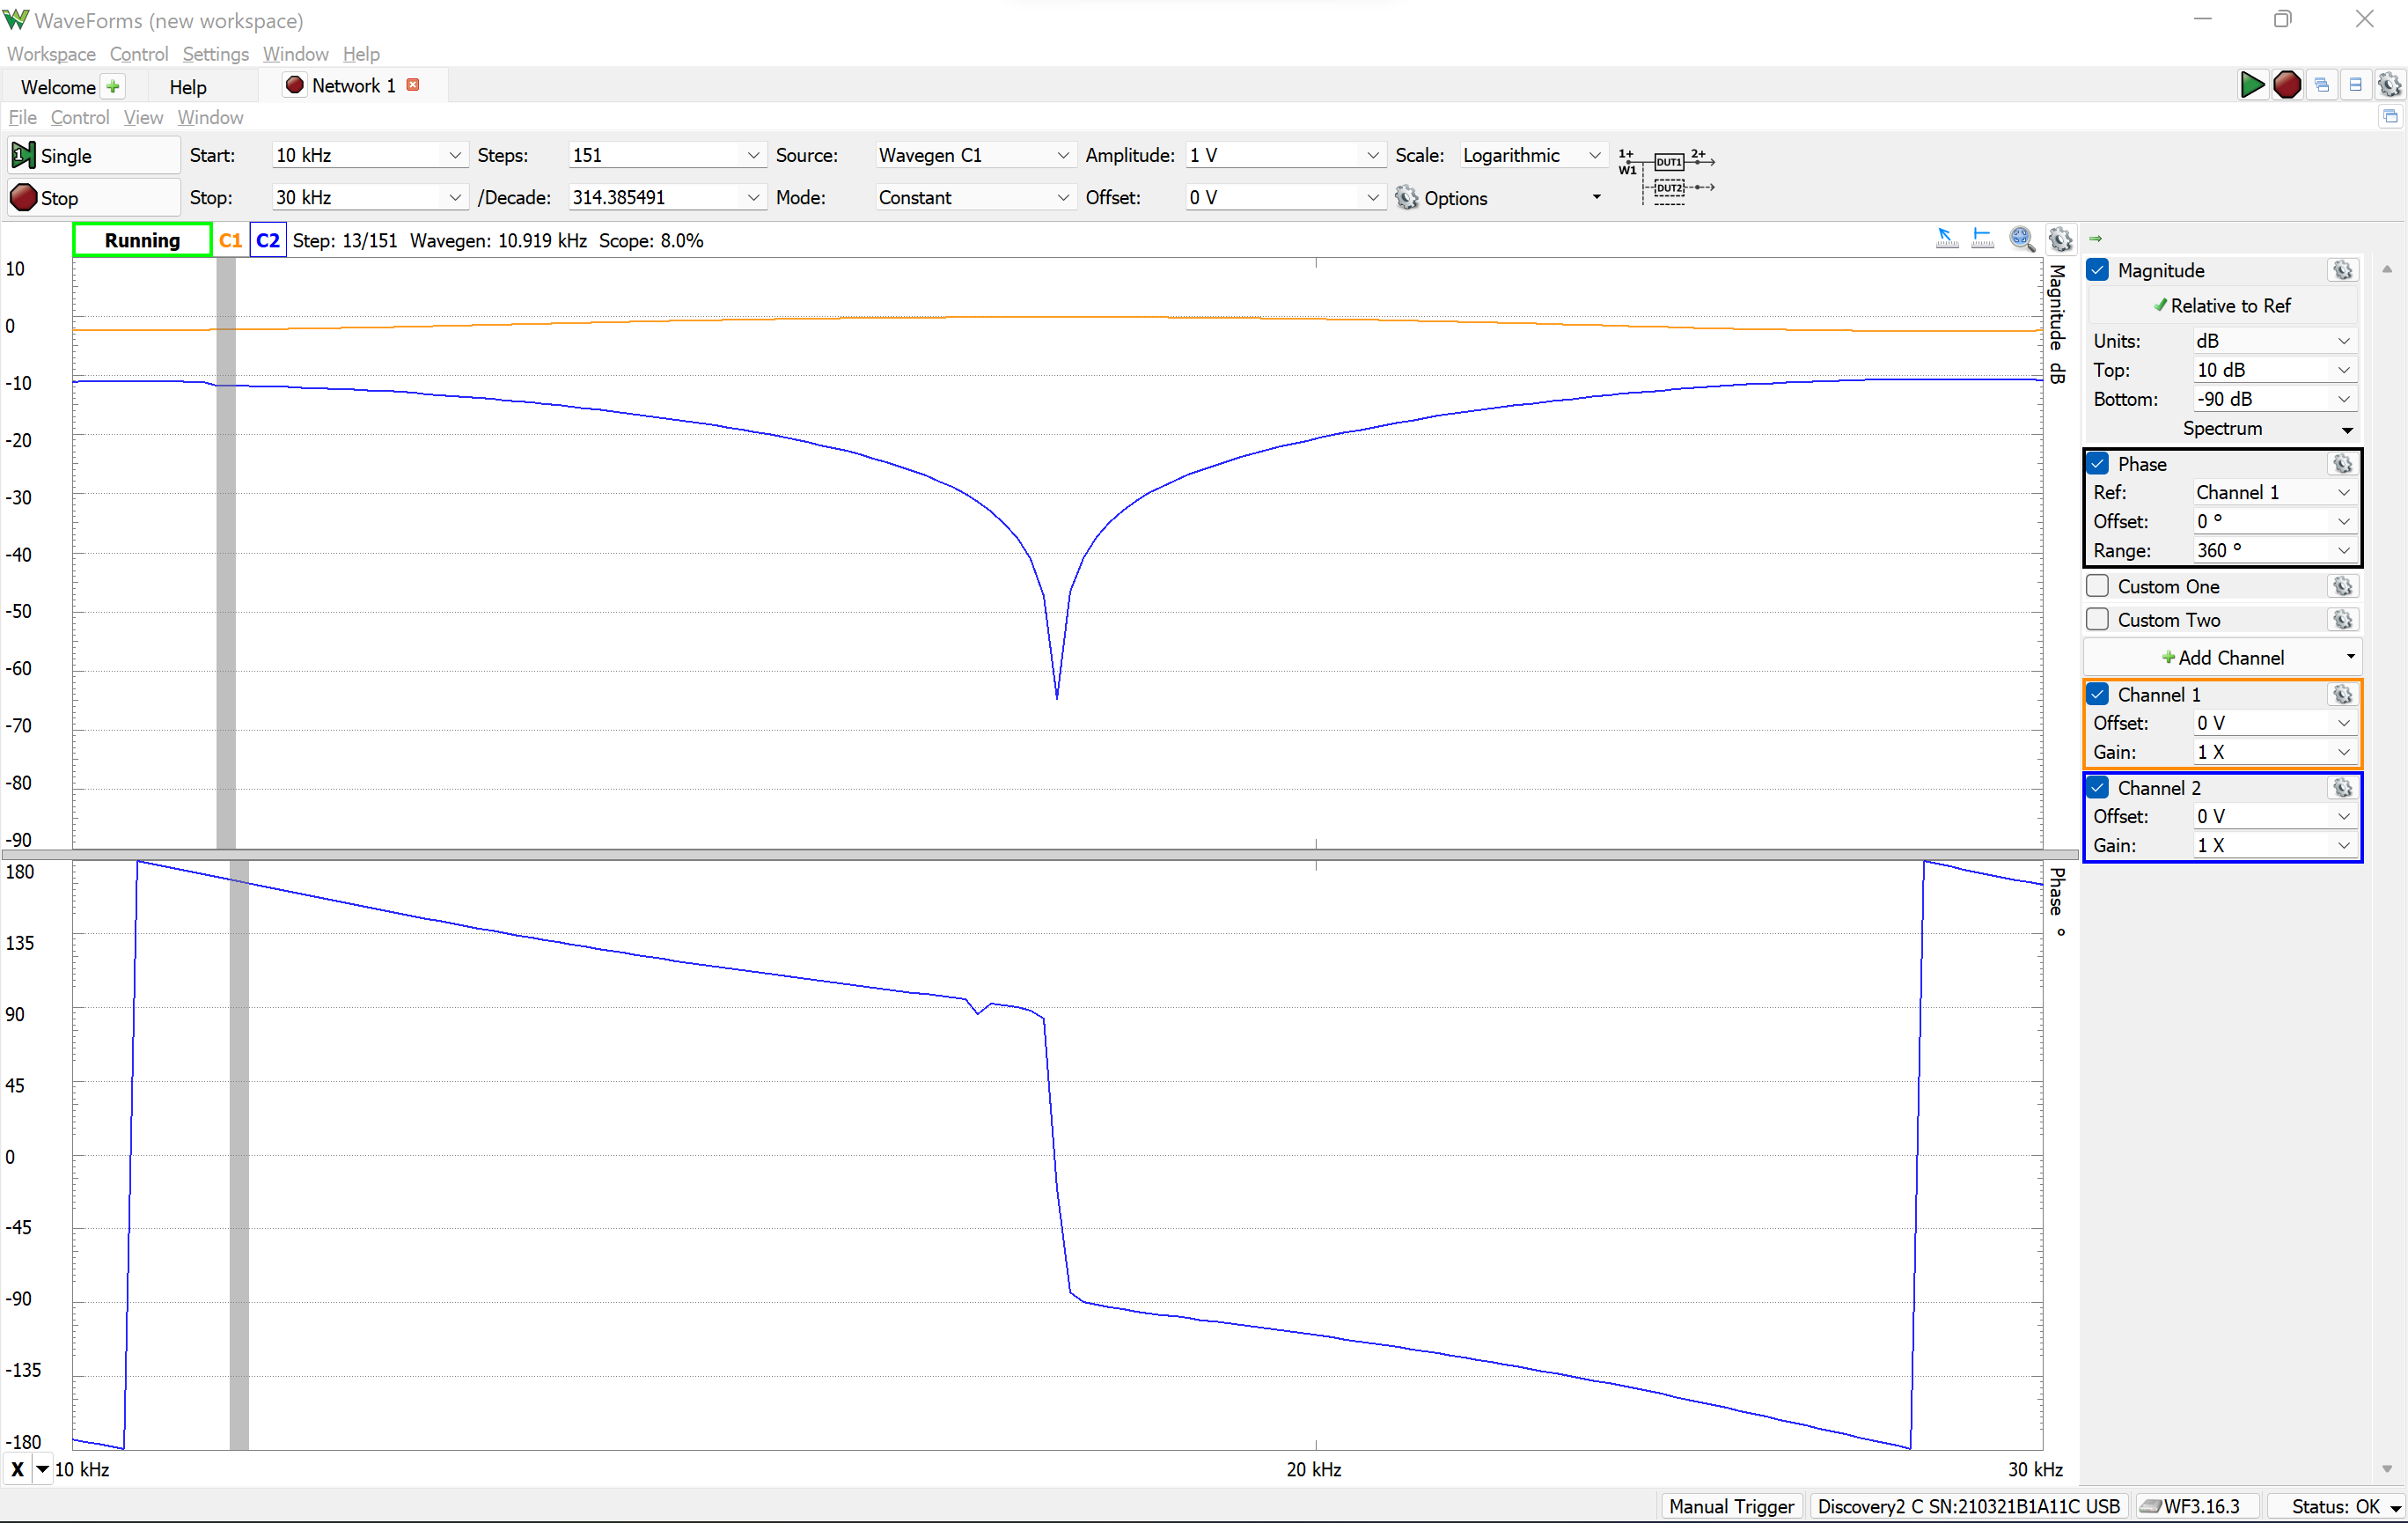 WaveForms (new workspace)
Workspace Control Settings Window Help
Welcome Help Network 1
File Control View Window
Single Start: 10 kHz Steps: 151 Source: Wavegen C1 Amplitude: 1 V Scale: Logarithmic
1+ W1 DUT1 2+ DUT2
Stop Stop: 30 kHz /Decade: 314.385491 Mode: Constant Offset: 0 V Options
Running C1 C2 Step: 13/151 Wavegen: 10.919 kHz Scope: 8.0%
10
0
-10
-20
-30
-40
-50
-60
-70
-80
-90
Magnitude dB
180
135
90
45
0
-45
-90
-135
-180
Phase °
X 10 kHz 20 kHz 30 kHz
Magnitude
Relative to Ref
Units: dB
Top: 10 dB
Bottom: -90 dB
Spectrum
Phase
Ref: Channel 1
Offset: 0 °
Range: 360 °
Custom One
Custom Two
Add Channel
Channel 1
Offset: 0 V
Gain: 1 X
Channel 2
Offset: 0 V
Gain: 1 X
Manual Trigger Discovery2 C SN:210321B1A11C USB WF3.16.3 Status: OK